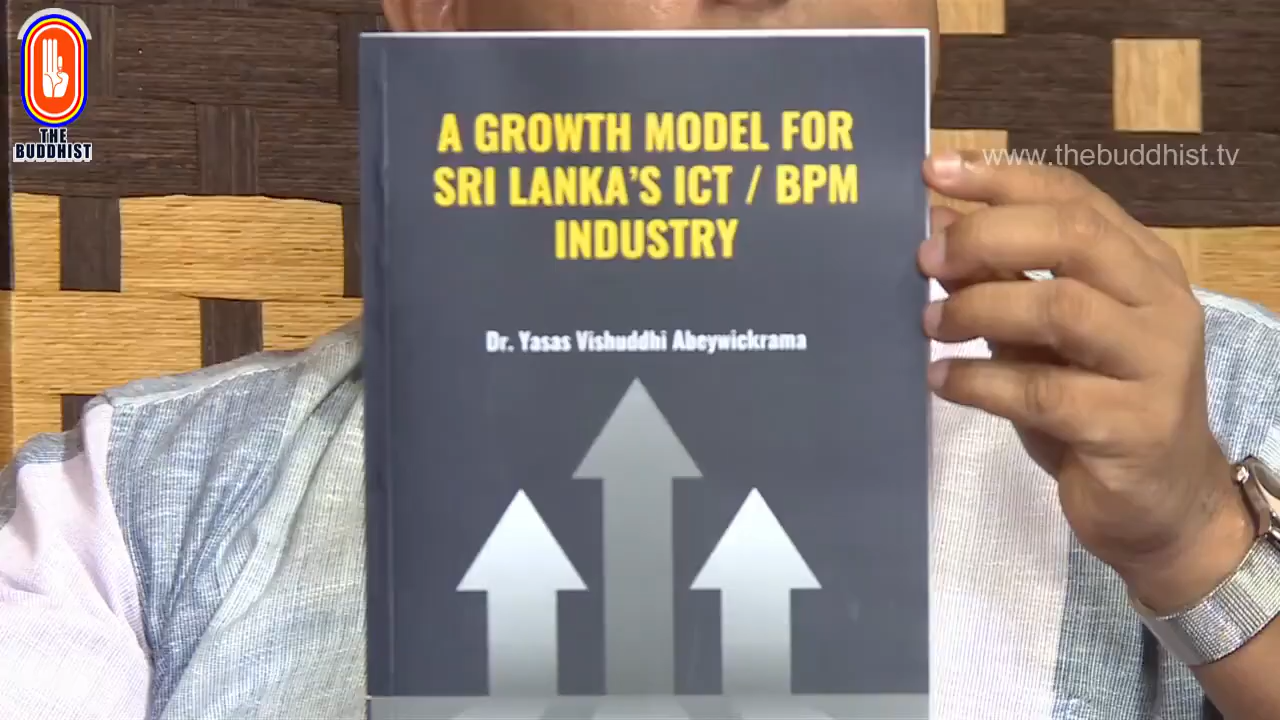 THE
BUDDHIST
www.thebuddhist.tv
A GROWTH MODEL FOR
SRI LANKA'S ICT / BPM
INDUSTRY
Dr. Yasas Vishuddhi Abeywickrama